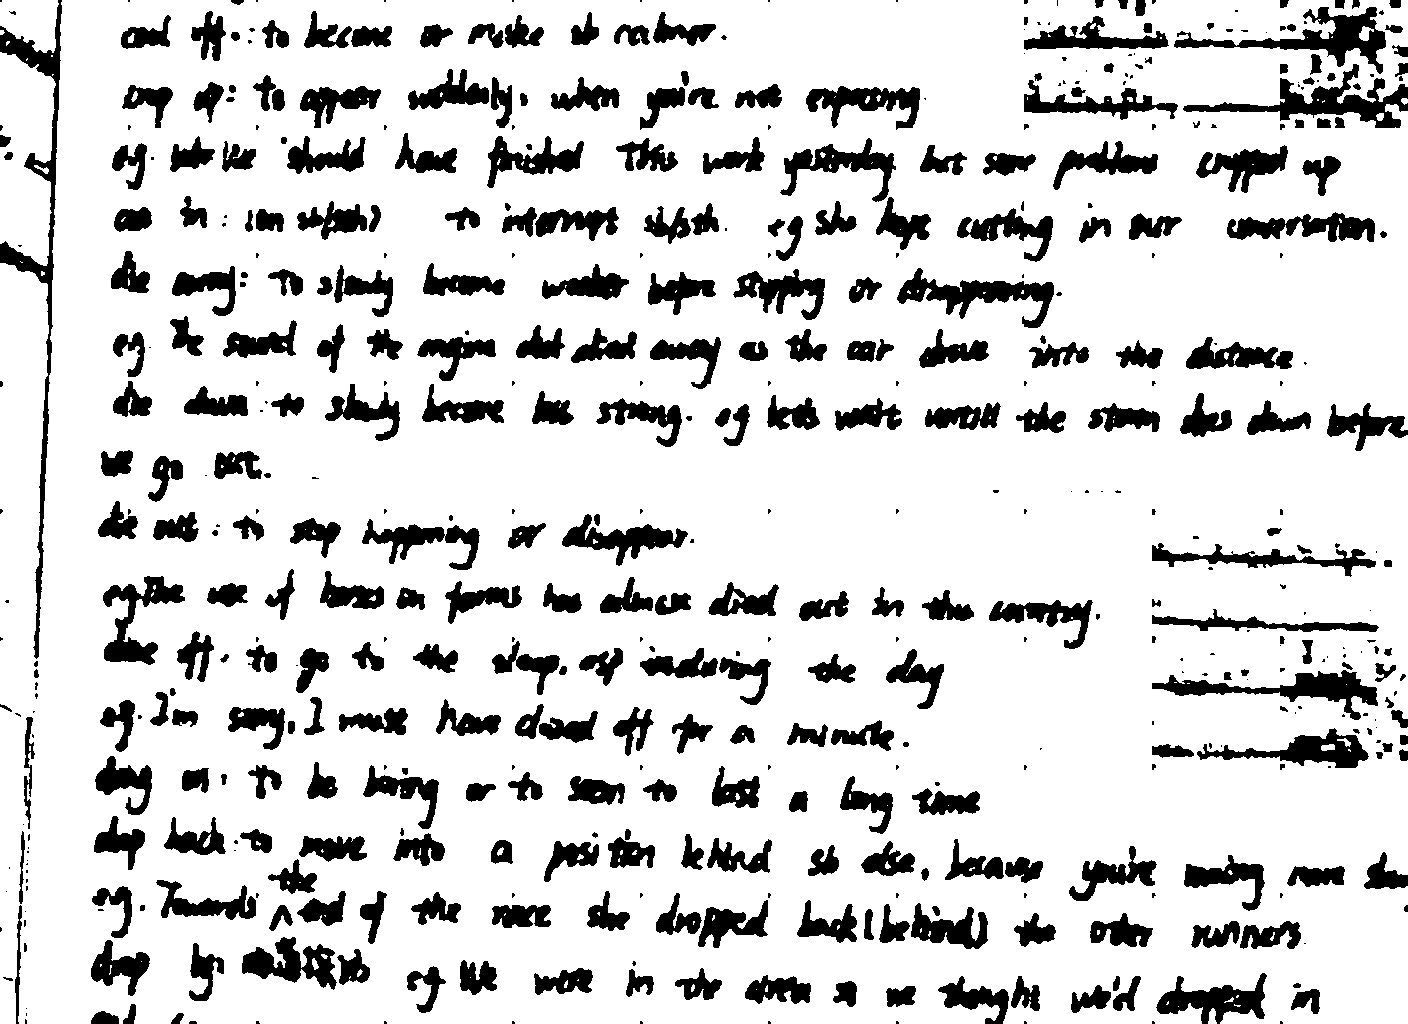 cool off: to become or make sb calmer.
crop up: to appear suddenly, when you're not expecting
eg. We should have finished this work yesterday but some problems cropped up
cut in: (on sb/sth) to interrupt sb/sth. eg She kept cutting in our conversation.
die away: to slowly become weaker before stopping or disappearing.
eg. The sound of the engine died away as the car drove into the distance.
die down to slowly become less strong. eg let's wait untill the storm dies down before
we go out.
die out: to stop happening or disappear.
eg. The use of horses on farms has almost died out in this country.
doze off. to go to the sleep, esp during the day
eg. I'm sorry, I must have dozed off for a minute.
drag on. to be boring or to seem to last a long time
drop back to move into a position behind sb else, because you're moving more
eg. Towards the end of the race she dropped back (behind) the other runners
drop by eg We were in the area so we thought we'd dropped in
and